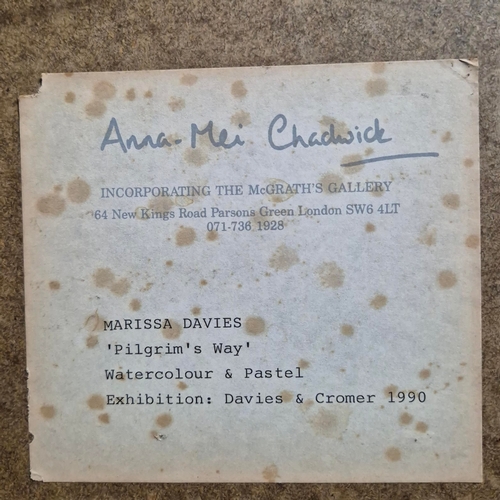 Anna-Mei Chadwick
INCORPORATING THE McGRATH'S GALLERY
64 New Kings Road Parsons Green London SW6 4LT
071-736 1928
MARISSA DAVIES
'Pilgrim's Way'
Watercolour & Pastel
Exhibition: Davies & Cromer 1990